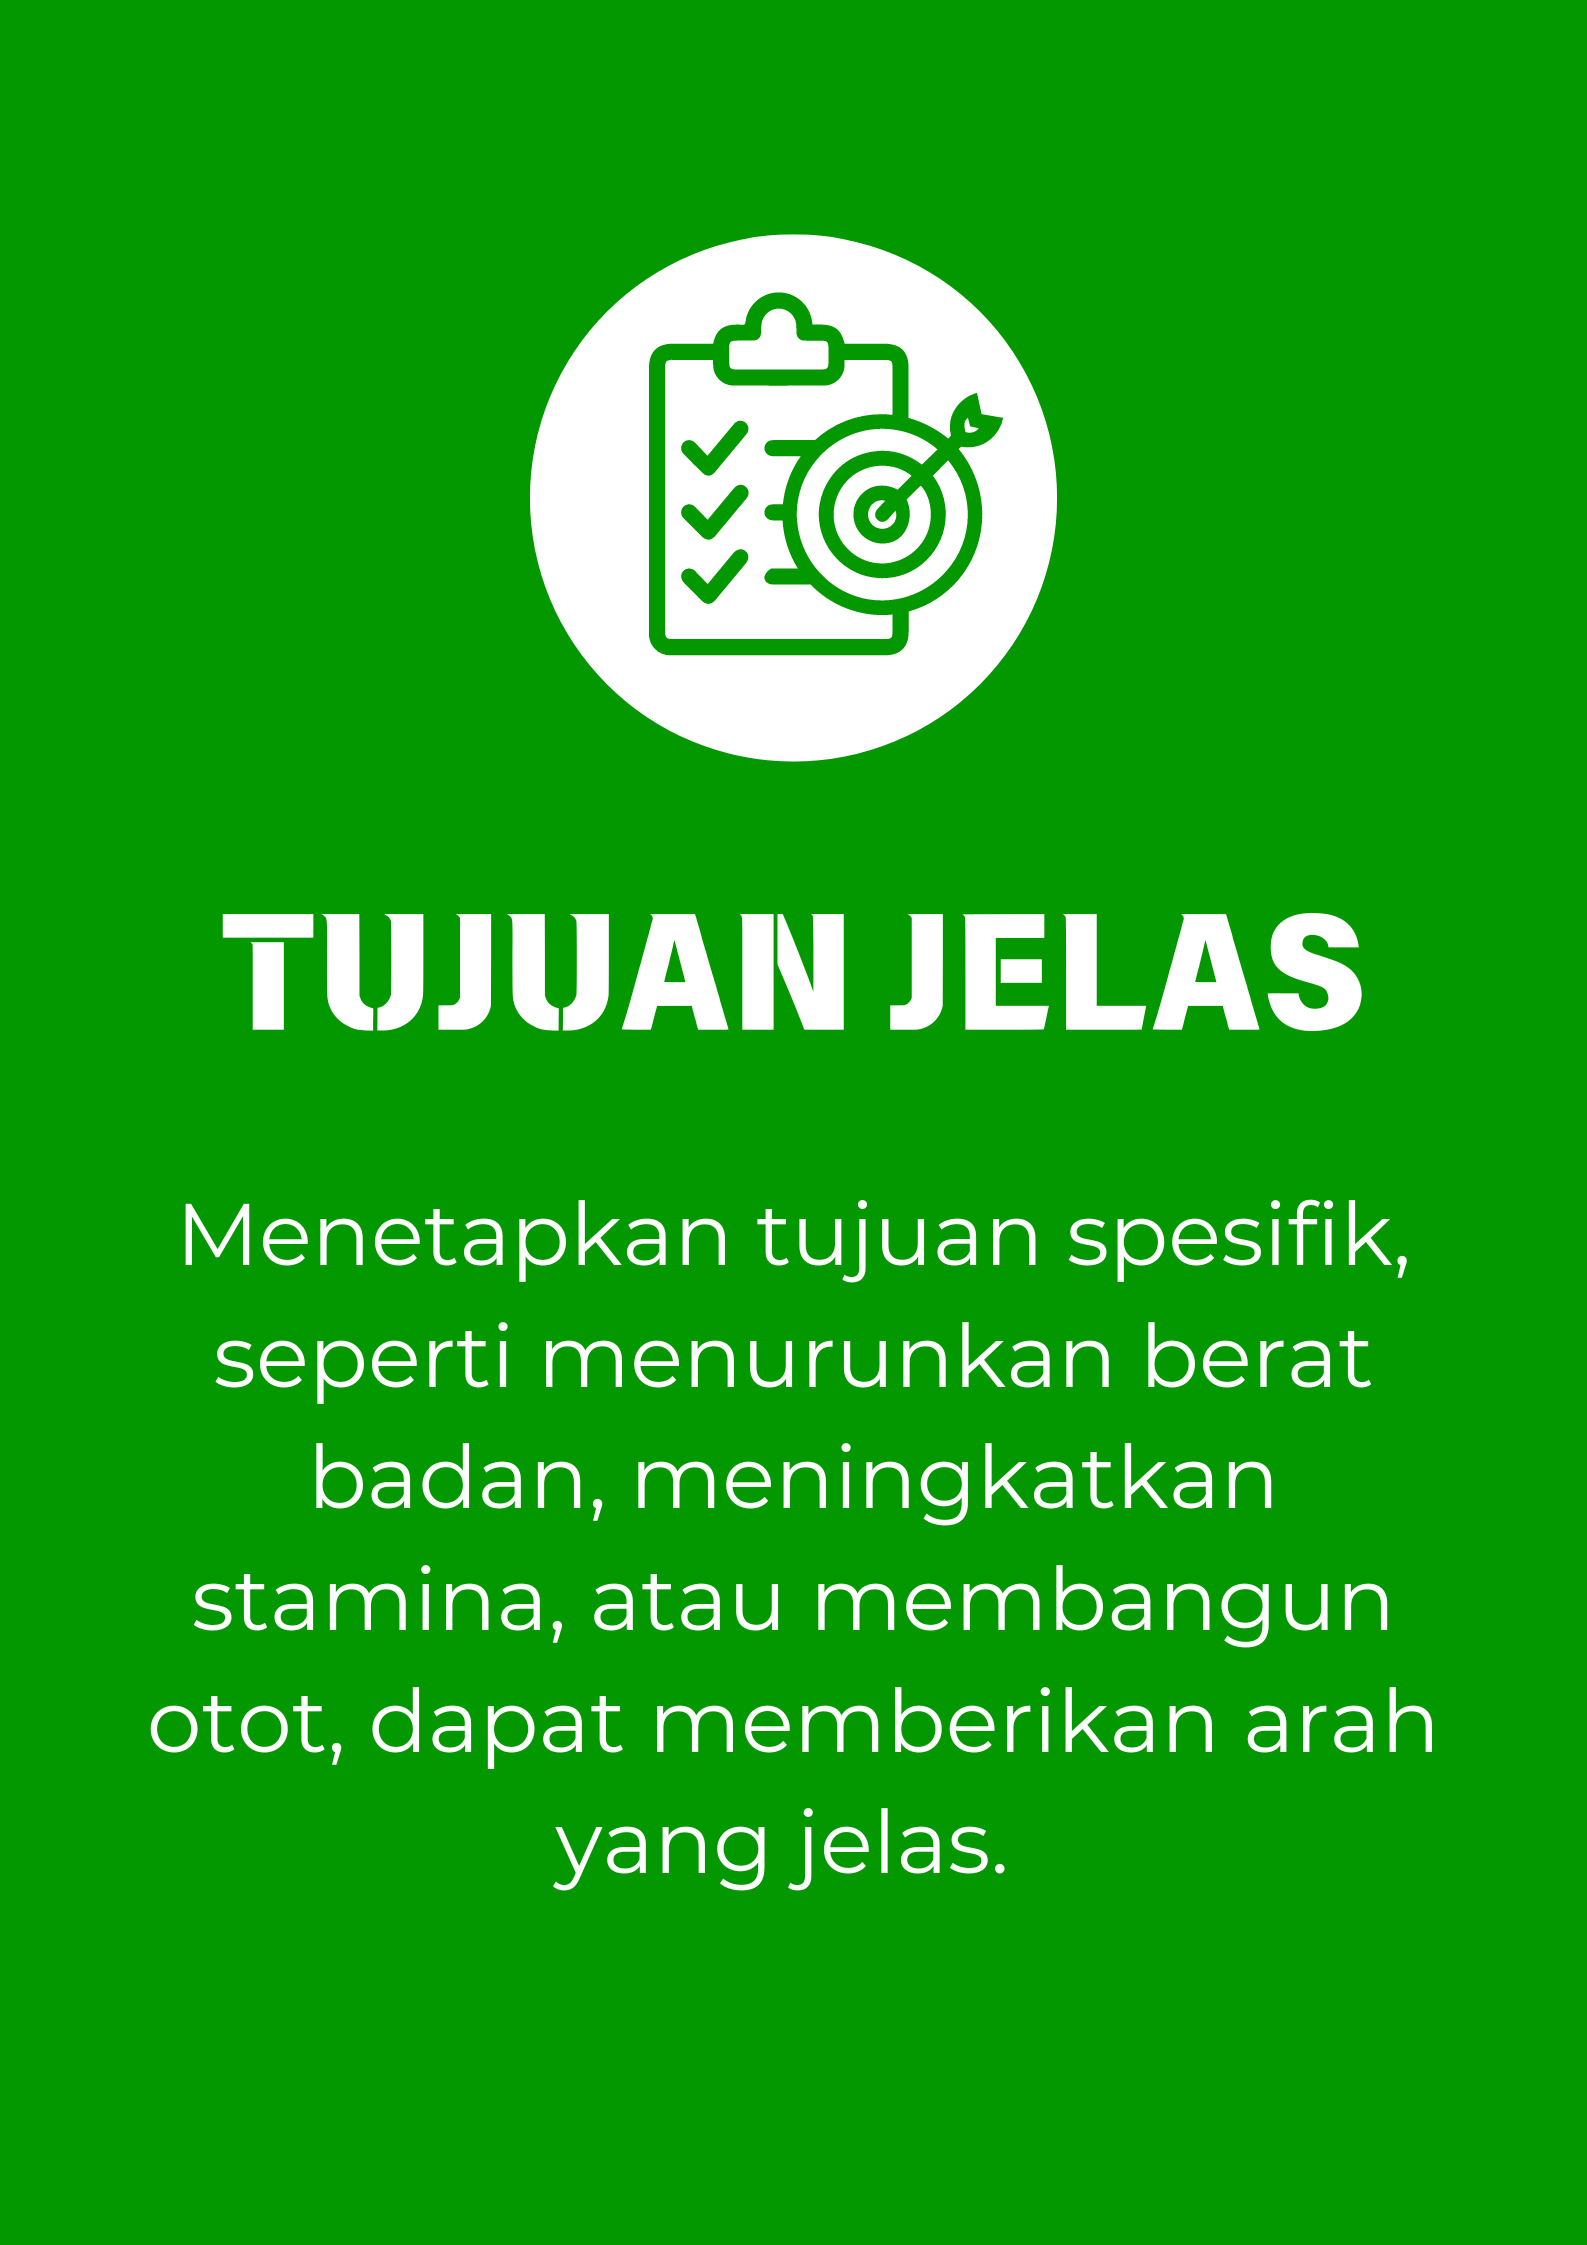 TUJUAN JELAS
Menetapkan tujuan spesifik,
seperti menurunkan berat
badan, meningkatkan
stamina, atau membangun
otot, dapat memberikan arah
yang jelas.